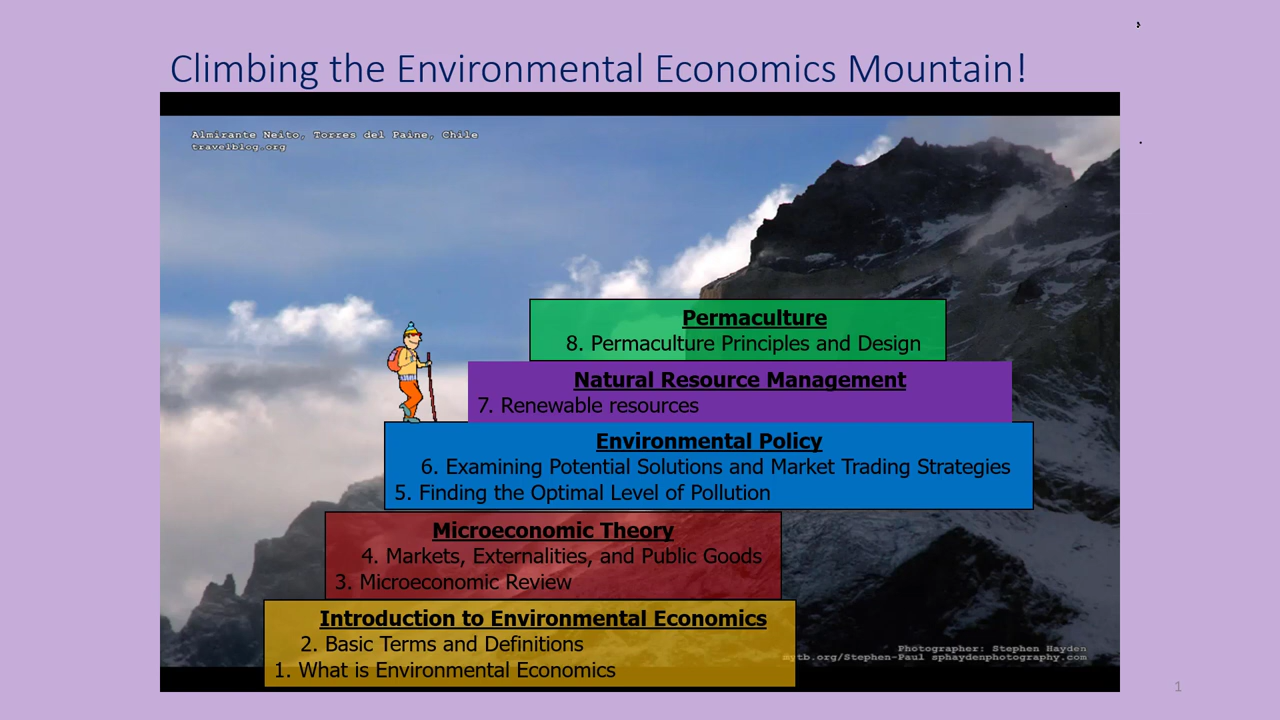 Climbing the Environmental Economics Mountain!
Almirante Neito, Torres del Paine, Chile
travelblog.org
Permaculture
8. Permaculture Principles and Design
Natural Resource Management
7. Renewable resources
Environmental Policy
6. Examining Potential Solutions and Market Trading Strategies
5. Finding the Optimal Level of Pollution
Microeconomic Theory
4. Markets, Externalities, and Public Goods
3. Microeconomic Review
Introduction to Environmental Economics
2. Basic Terms and Definitions
1. What is Environmental Economics
Photographer: Stephen Hayden
mytb.org/Stephen-Paul sphaydenphotography.com
1